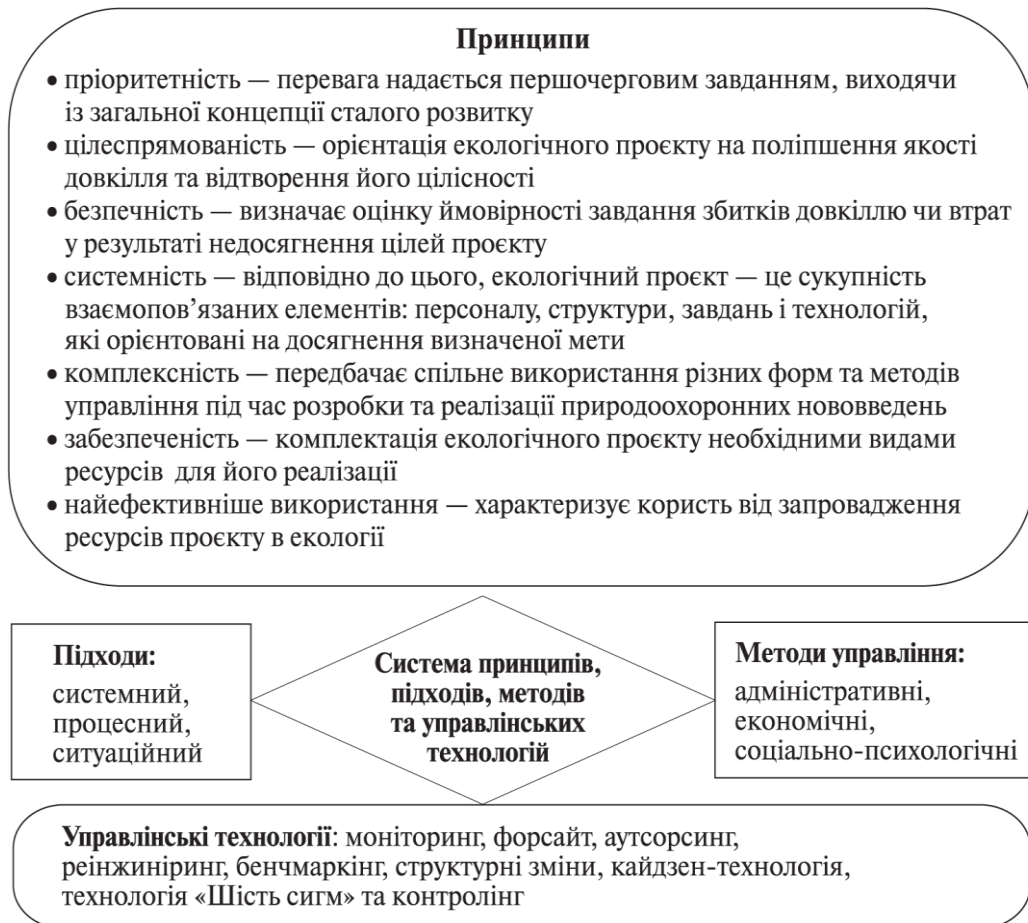 Принципи
• пріоритетність — перевага надається першочерговим завданням, виходячи
із загальної концепції сталого розвитку
• цілеспрямованість — орієнтація екологічного проєкту на поліпшення якості
довкілля та відтворення його цілісності
• безпечність — визначає оцінку ймовірності завдання збитків довкіллю чи втрат
у результаті недосягнення цілей проєкту
• системність — відповідно до цього, екологічний проєкт — це сукупність
взаємопов’язаних елементів: персоналу, структури, завдань і технологій,
які орієнтовані на досягнення визначеної мети
• комплексність — передбачає спільне використання різних форм та методів
управління під час розробки та реалізації природоохоронних нововведень
• забезпеченість — комплектація екологічного проєкту необхідними видами
ресурсів для його реалізації
• найефективніше використання — характеризує користь від запровадження
ресурсів проєкту в екології
Підходи:
системний,
процесний,
ситуаційний
Система принципів,
підходів, методів
та управлінських
технологій
Методи управління:
адміністративні,
економічні,
соціально-психологічні
Управлінські технології: моніторинг, форсайт, аутсорсинг,
реінжиніринг, бенчмаркінг, структурні зміни, кайдзен-технологія,
технологія «Шість сигм» та контролінг